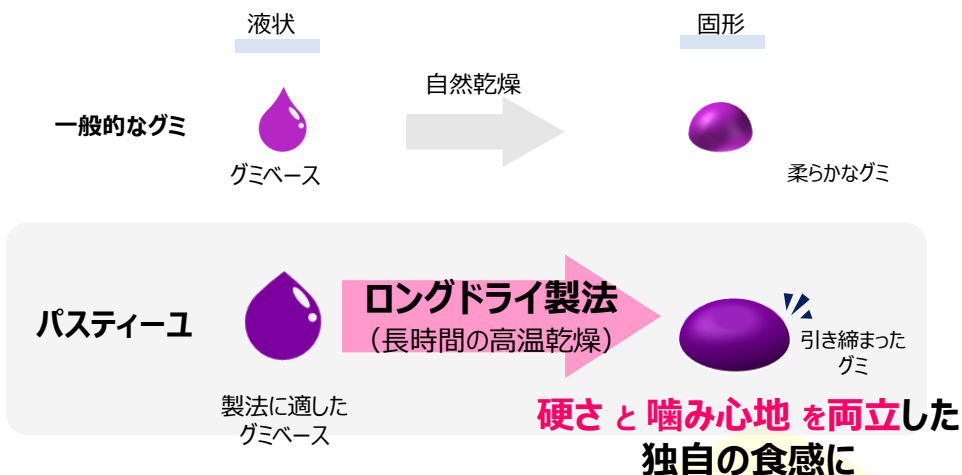 液状
固形
一般的なグミ
自然乾燥
グミベース
柔らかなグミ
パスティーユ
ロングドライ製法
（長時間の高温乾燥）
引き締まった
グミ
製法に適した
グミベース
硬さ と 噛み心地 を両立した
独自の食感に